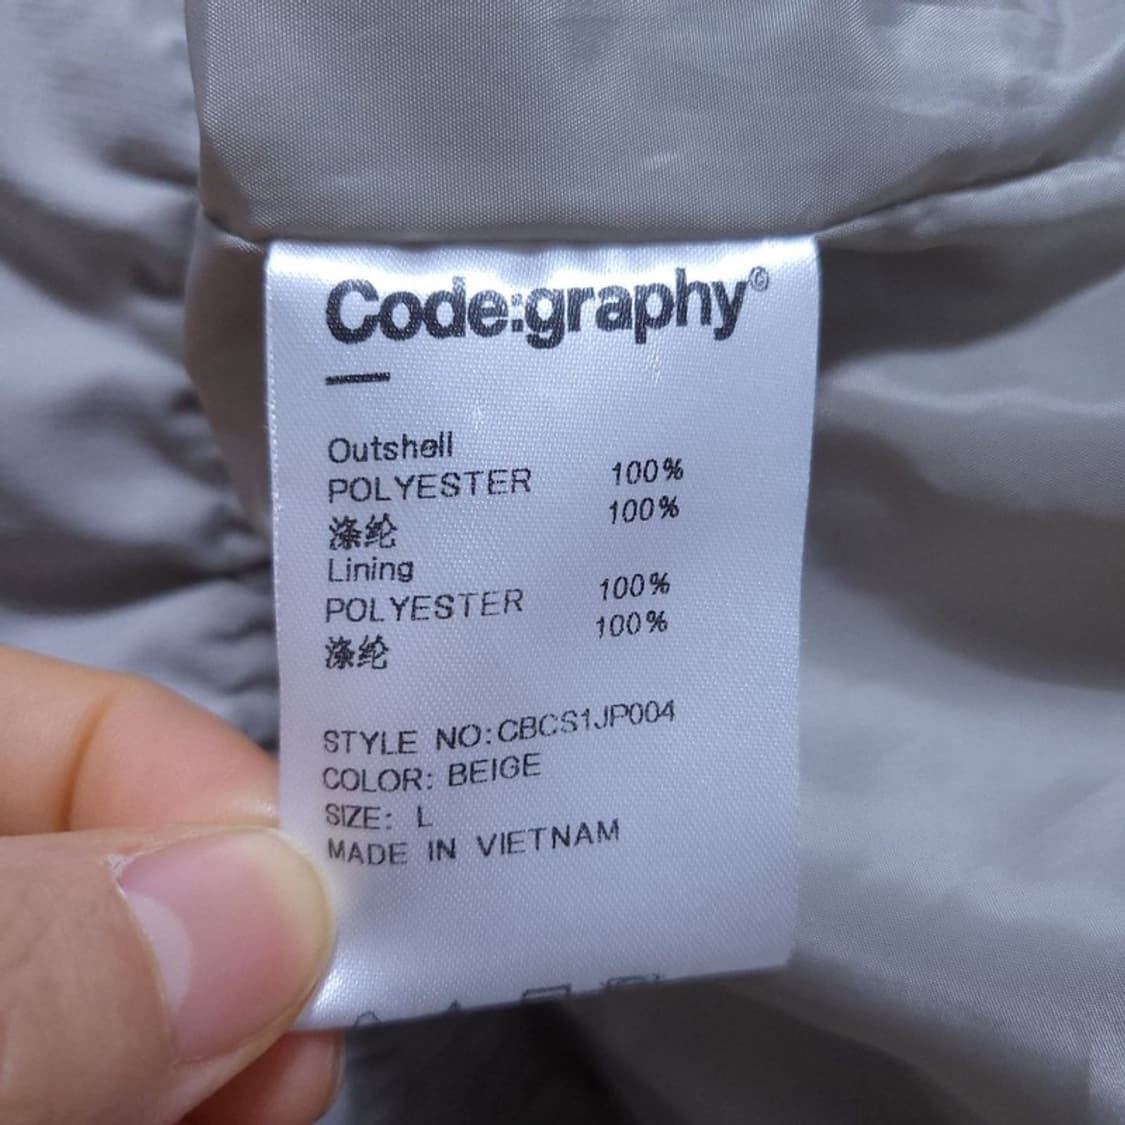 Code:graphy©
Outshell
POLYESTER 100%
涤纶 100%
Lining
POLYESTER 100%
涤纶 100%
STYLE NO:CBCS1JP004
COLOR: BEIGE
SIZE: L
MADE IN VIETNAM